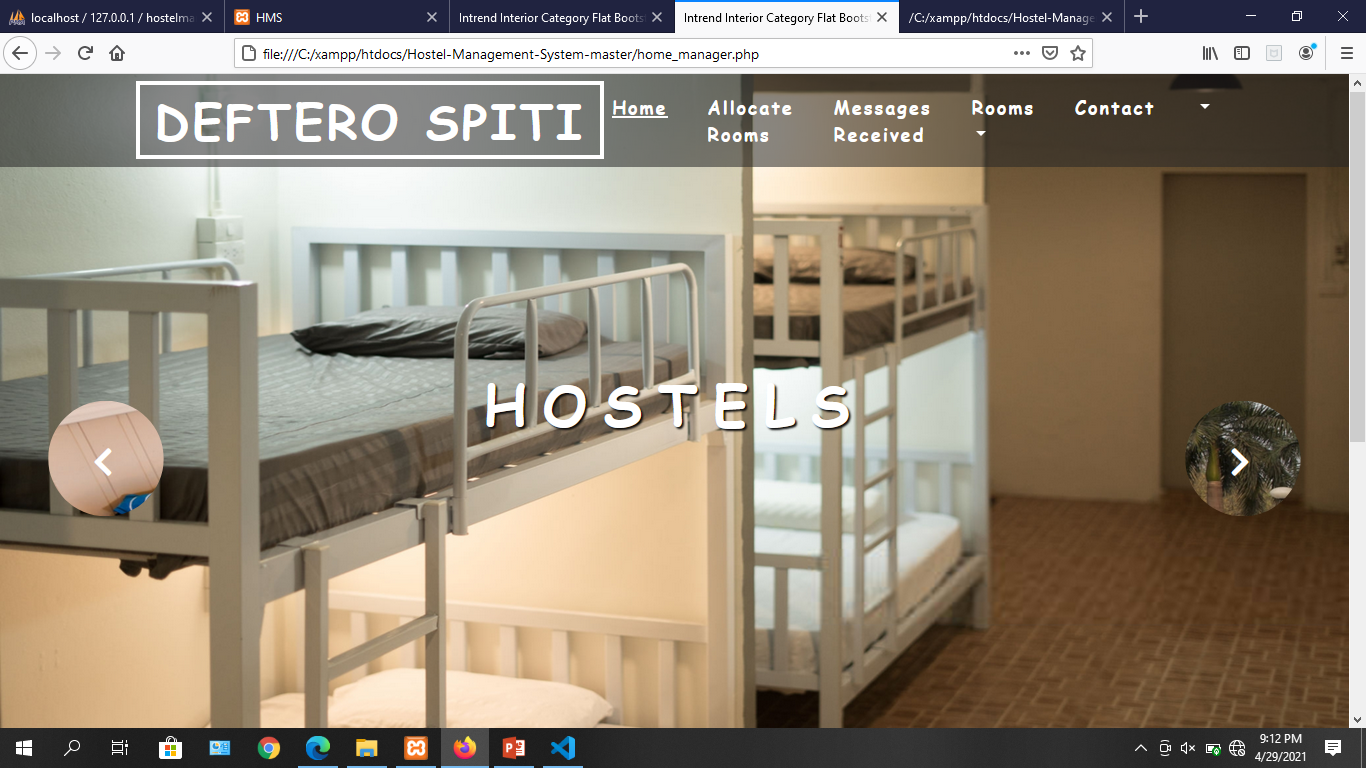 localhost / 127.0.0.1 / hostelma
HMS
Intrend Interior Category Flat Boots
Intrend Interior Category Flat Boots
/C:/xampp/htdocs/Hostel-Manage
file:///C:/xampp/htdocs/Hostel-Management-System-master/home_manager.php
DEFTERO SPITI
Home
Allocate
Rooms
Messages
Received
Rooms
Contact
HOSTELS
9:12 PM
4/29/2021